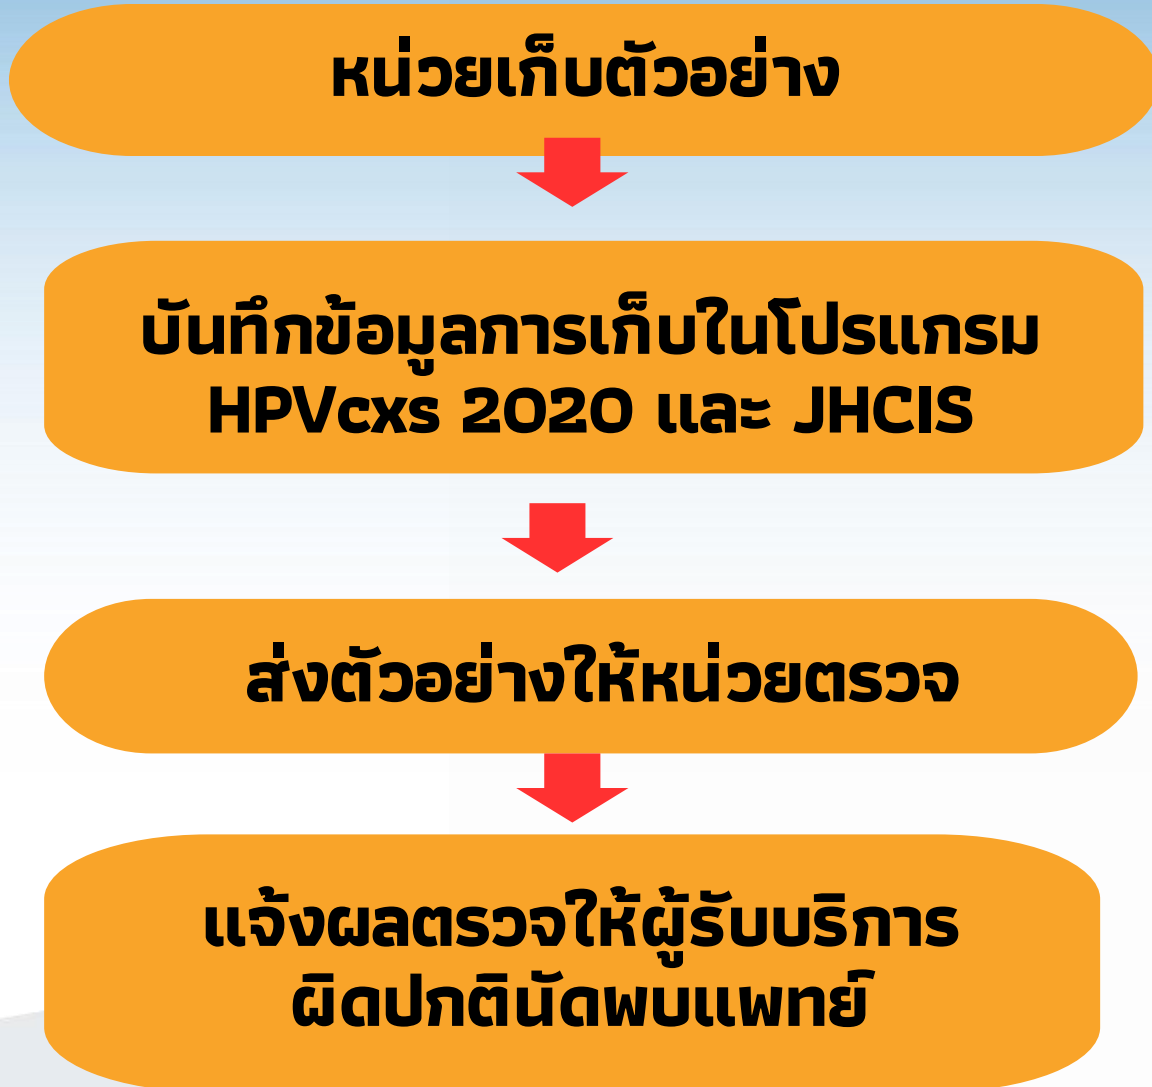 หน่วยเก็บตัวอย่าง
บันทึกข้อมูลการเก็บในโปรแกรม
HPVcxs 2020 และ JHCIS
ส่งตัวอย่างให้หน่วยตรวจ
แจ้งผลตรวจให้ผู้รับบริการ
ผิดปกตินัดพบแพทย์